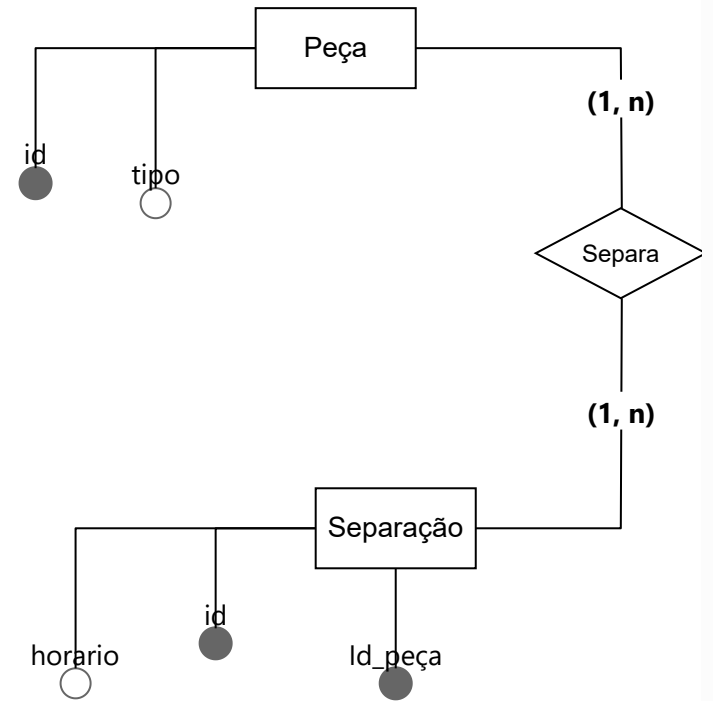 Peça
(1, n)
id
tipo
Separa
(1, n)
Separação
id
horario
Id_peça